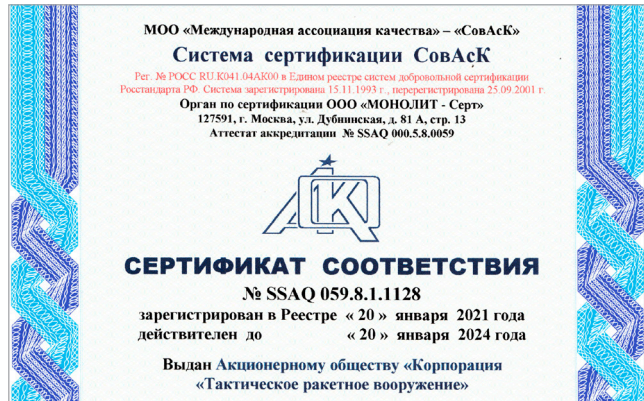 МОО «Международная ассоциация качества» – «СовАсК»
Система сертификации СовАсК
Рег. № РОСС RU.К041.04АК00 в Едином реестре систем добровольной сертификации
Росстандарта РФ. Система зарегистрирована 15.11.1993 г., перерегистрирована 25.09.2001 г.
Орган по сертификации ООО «МОНОЛИТ - Серт»
127591, г. Москва, ул. Дубнинская, д. 81 А, стр. 13
Аттестат аккредитации № SSAQ 000.5.8.0059
СЕРТИФИКАТ СООТВЕТСТВИЯ
№ SSAQ 059.8.1.1128
зарегистрирован в Реестре « 20 » января 2021 года
действителен до « 20 » января 2024 года
Выдан Акционерному обществу «Корпорация
«Тактическое ракетное вооружение»